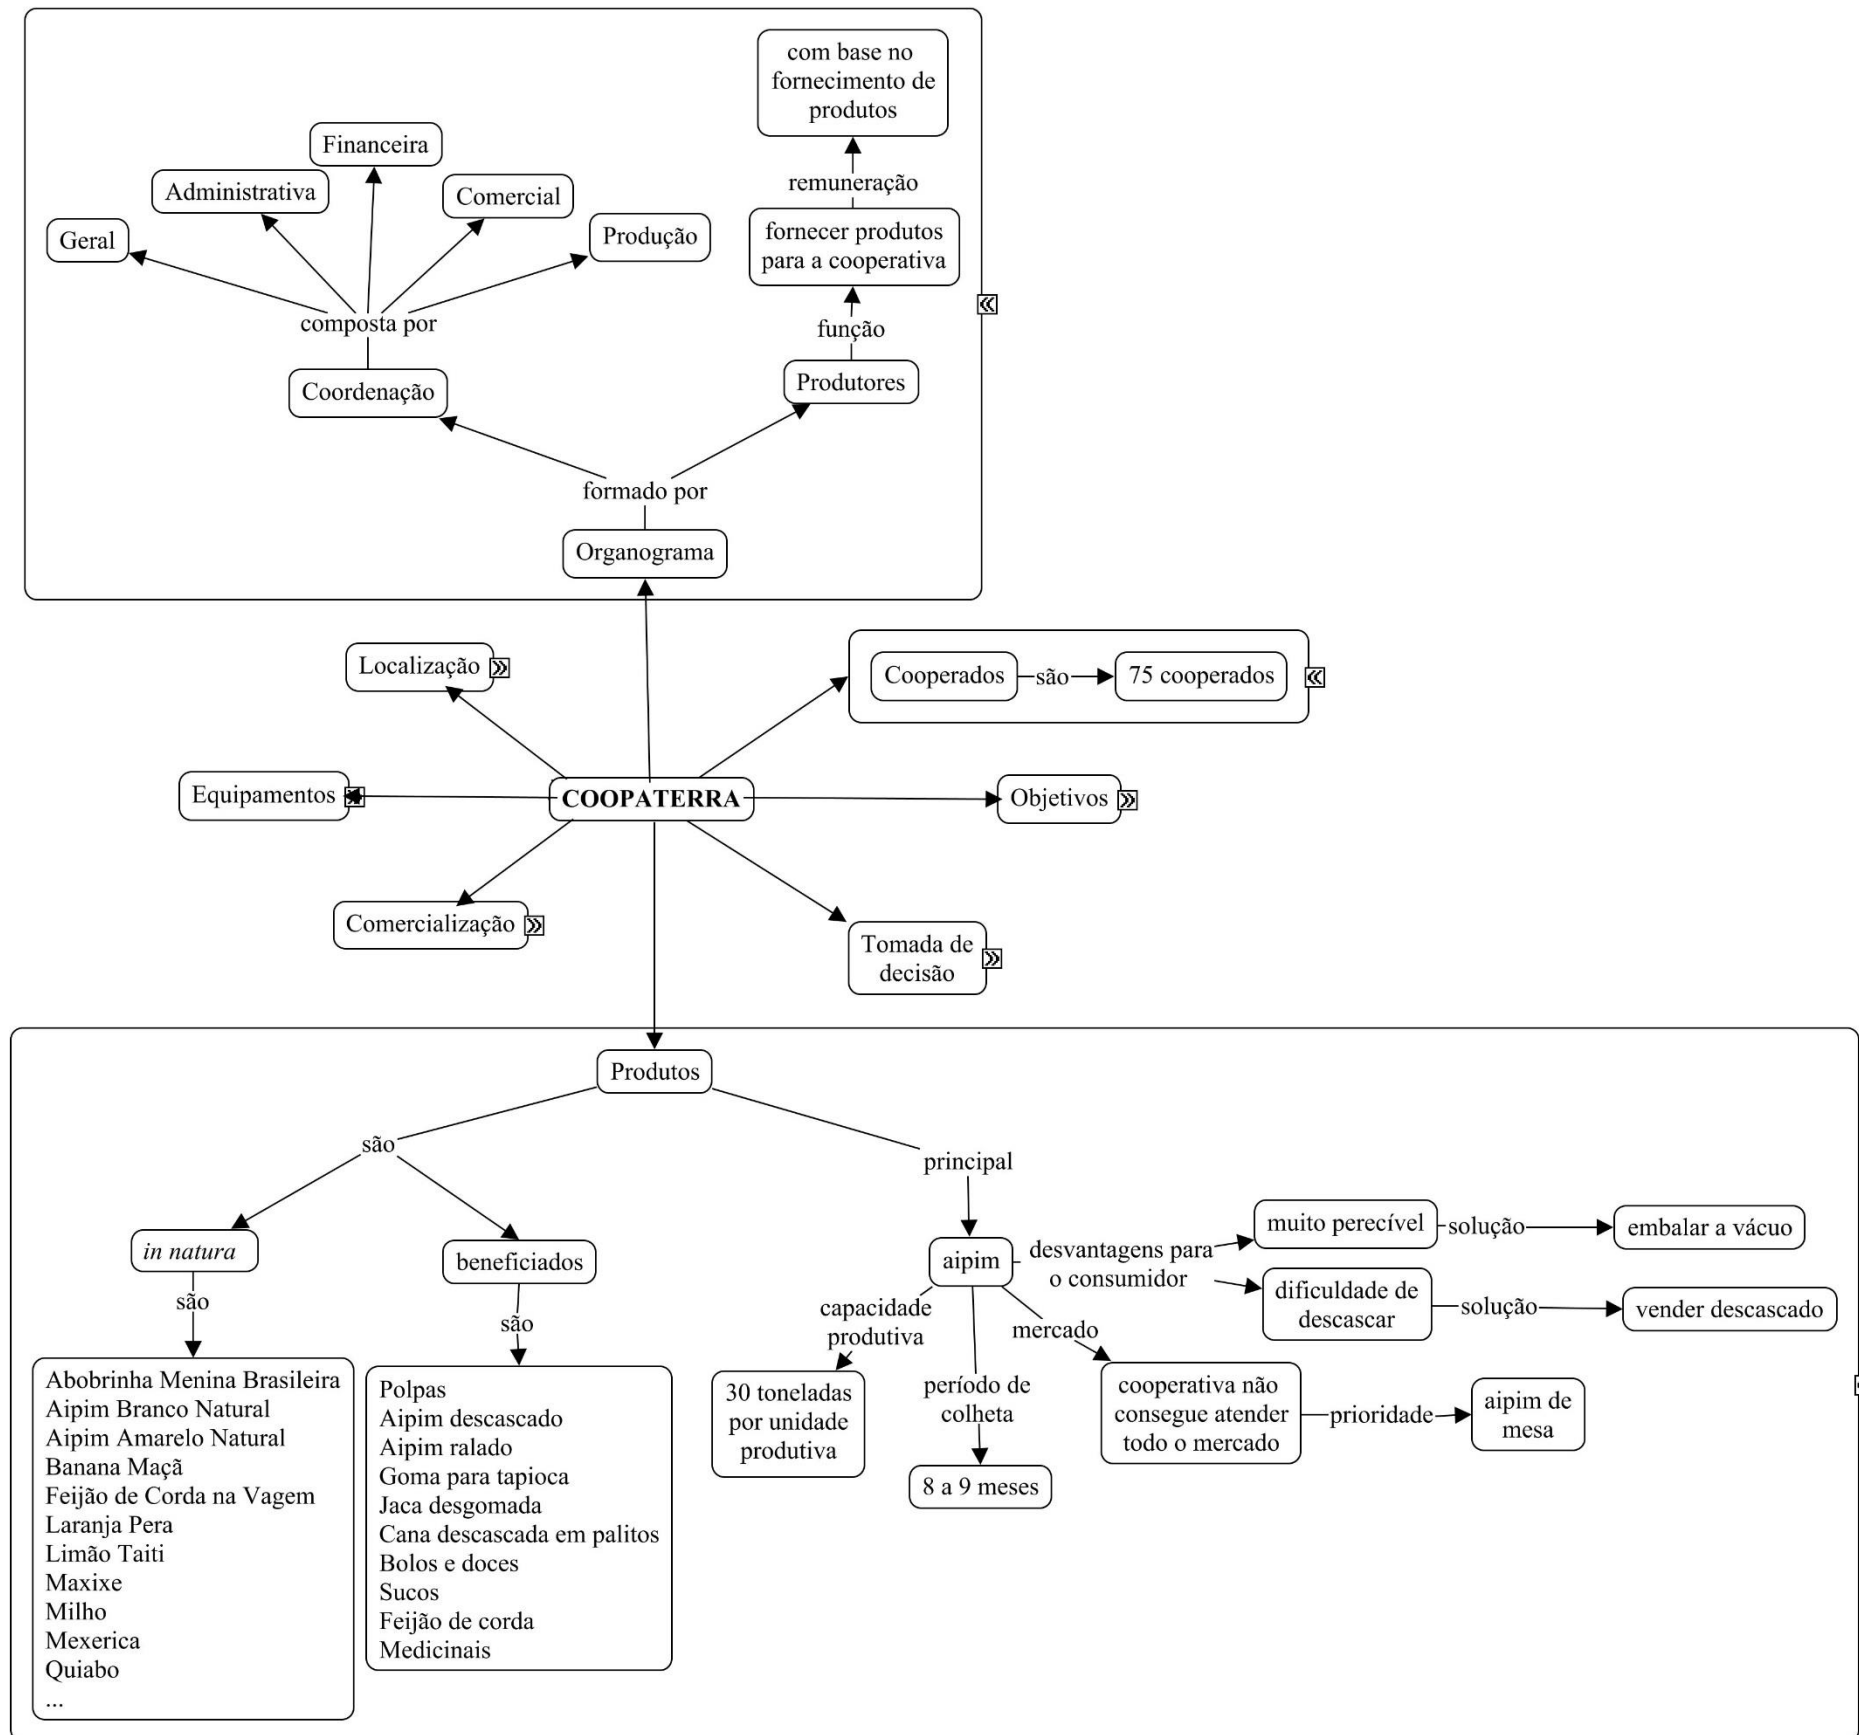 com base no
fornecimento de
produtos
Financeira
Administrativa
Comercial
remuneração
Geral
Produção
fornecer produtos
para a cooperativa
composta por
função
Coordenação
Produtores
formado por
Organograma
Localização
Cooperados
são
75 cooperados
Equipamentos
COOPATERRA
Objetivos
Comercialização
Tomada de
decisão
Produtos
são
principal
in natura
são
Abobrinha Menina Brasileira
Aipim Branco Natural
Aipim Amarelo Natural
Banana Maçã
Feijão de Corda na Vagem
Laranja Pera
Limão Taiti
Maxixe
Milho
Mexerica
Quiabo
...
beneficiados
são
Polpas
Aipim descascado
Aipim ralado
Goma para tapioca
Jaca desgomada
Cana descascada em palitos
Bolos e doces
Sucos
Feijão de corda
Medicinais
aipim
desvantagens para
o consumidor
muito perecível
solução
embalar a vácuo
dificuldade de
descascar
solução
vender descascado
capacidade
produtiva
30 toneladas
por unidade
produtiva
período de
colheta
8 a 9 meses
mercado
cooperativa não
consegue atender
todo o mercado
prioridade
aipim de
mesa